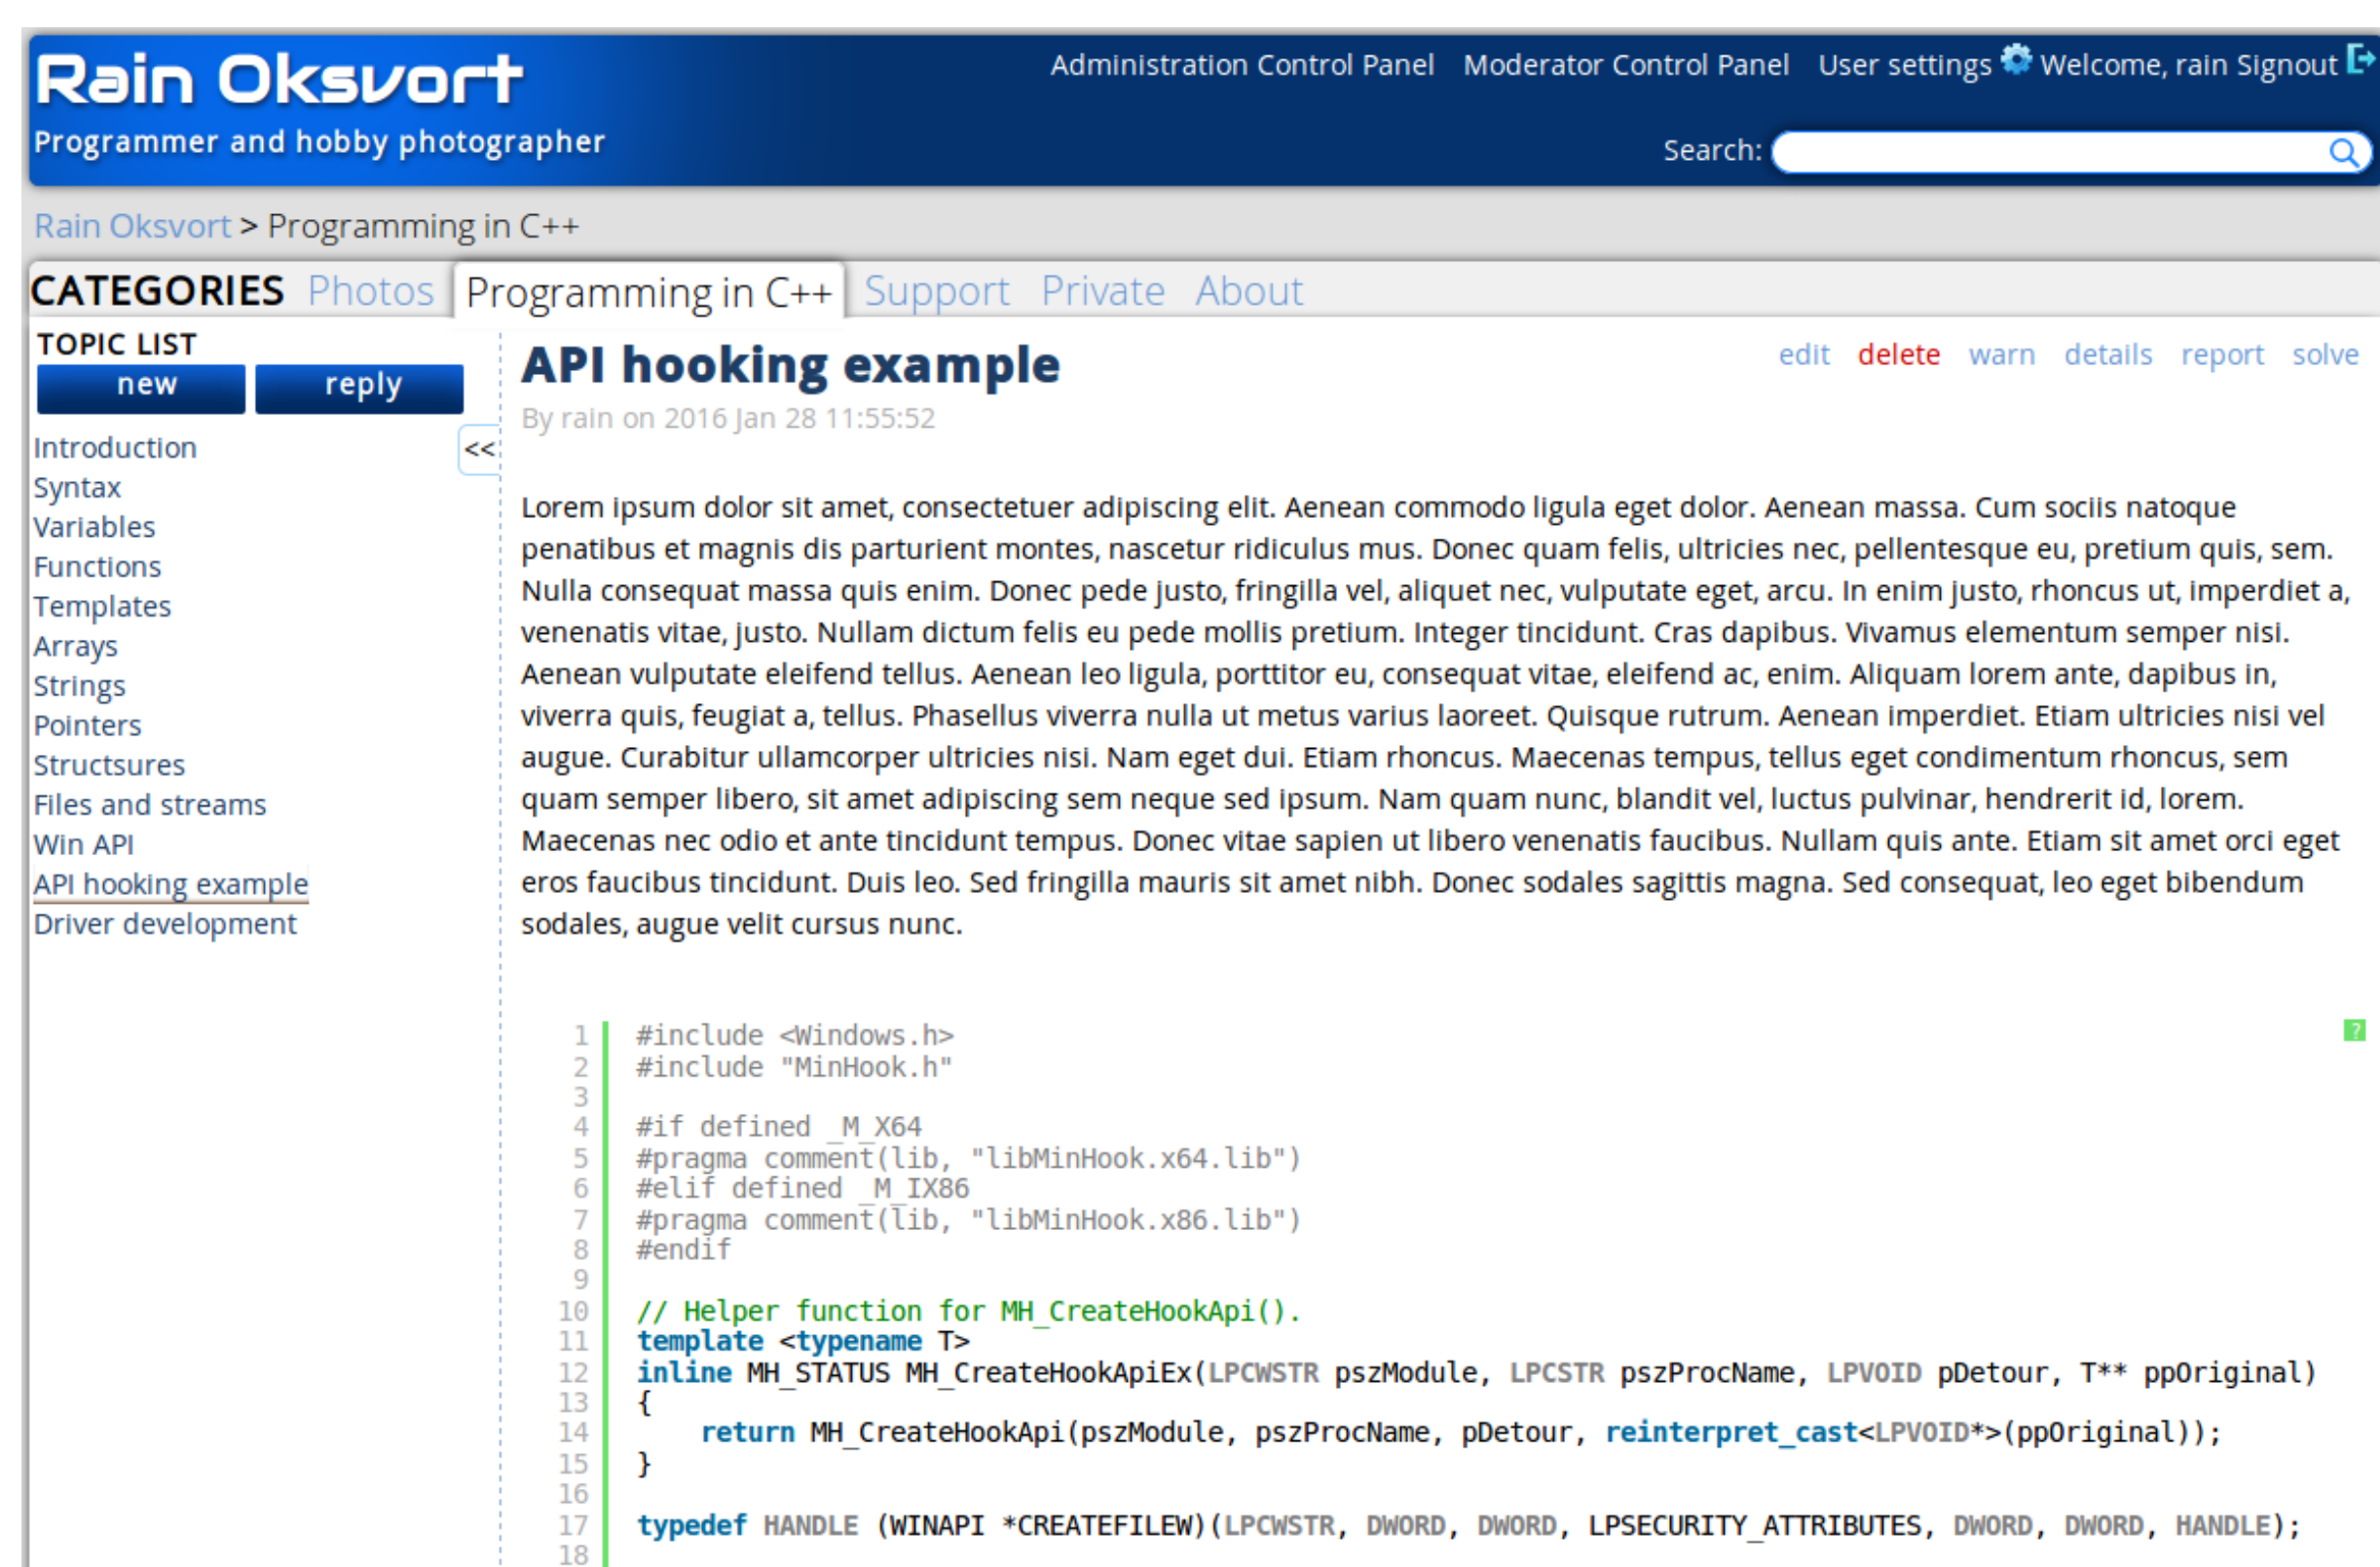 Rain Oksvort
Programmer and hobby photographer
Administration Control Panel Moderator Control Panel User settings Welcome, rain Signout
Search:
Rain Oksvort > Programming in C++
CATEGORIES Photos Programming in C++ Support Private About
TOPIC LIST
new reply
<<
Introduction
Syntax
Variables
Functions
Templates
Arrays
Strings
Pointers
Structsures
Files and streams
Win API
API hooking example
Driver development
API hooking example
edit delete warn details report solve
By rain on 2016 Jan 28 11:55:52
Lorem ipsum dolor sit amet, consectetuer adipiscing elit. Aenean commodo ligula eget dolor. Aenean massa. Cum sociis natoque
penatibus et magnis dis parturient montes, nascetur ridiculus mus. Donec quam felis, ultricies nec, pellentesque eu, pretium quis, sem.
Nulla consequat massa quis enim. Donec pede justo, fringilla vel, aliquet nec, vulputate eget, arcu. In enim justo, rhoncus ut, imperdiet a,
venenatis vitae, justo. Nullam dictum felis eu pede mollis pretium. Integer tincidunt. Cras dapibus. Vivamus elementum semper nisi.
Aenean vulputate eleifend tellus. Aenean leo ligula, porttitor eu, consequat vitae, eleifend ac, enim. Aliquam lorem ante, dapibus in,
viverra quis, feugiat a, tellus. Phasellus viverra nulla ut metus varius laoreet. Quisque rutrum. Aenean imperdiet. Etiam ultricies nisi vel
augue. Curabitur ullamcorper ultricies nisi. Nam eget dui. Etiam rhoncus. Maecenas tempus, tellus eget condimentum rhoncus, sem
quam semper libero, sit amet adipiscing sem neque sed ipsum. Nam quam nunc, blandit vel, luctus pulvinar, hendrerit id, lorem.
Maecenas nec odio et ante tincidunt tempus. Donec vitae sapien ut libero venenatis faucibus. Nullam quis ante. Etiam sit amet orci eget
eros faucibus tincidunt. Duis leo. Sed fringilla mauris sit amet nibh. Donec sodales sagittis magna. Sed consequat, leo eget bibendum
sodales, augue velit cursus nunc.
?
1 #include <Windows.h>
2 #include "MinHook.h"
3
4 #if defined _M_X64
5 #pragma comment(lib, "libMinHook.x64.lib")
6 #elif defined _M_IX86
7 #pragma comment(lib, "libMinHook.x86.lib")
8 #endif
9
10 // Helper function for MH_CreateHookApi().
11 template <typename T>
12 inline MH_STATUS MH_CreateHookApiEx(LPCWSTR pszModule, LPCSTR pszProcName, LPVOID pDetour, T** ppOriginal)
13 {
14     return MH_CreateHookApi(pszModule, pszProcName, pDetour, reinterpret_cast<LPVOID*>(ppOriginal));
15 }
16
17 typedef HANDLE (WINAPI *CREATEFILEW)(LPCWSTR, DWORD, DWORD, LPSECURITY_ATTRIBUTES, DWORD, DWORD, HANDLE);
18